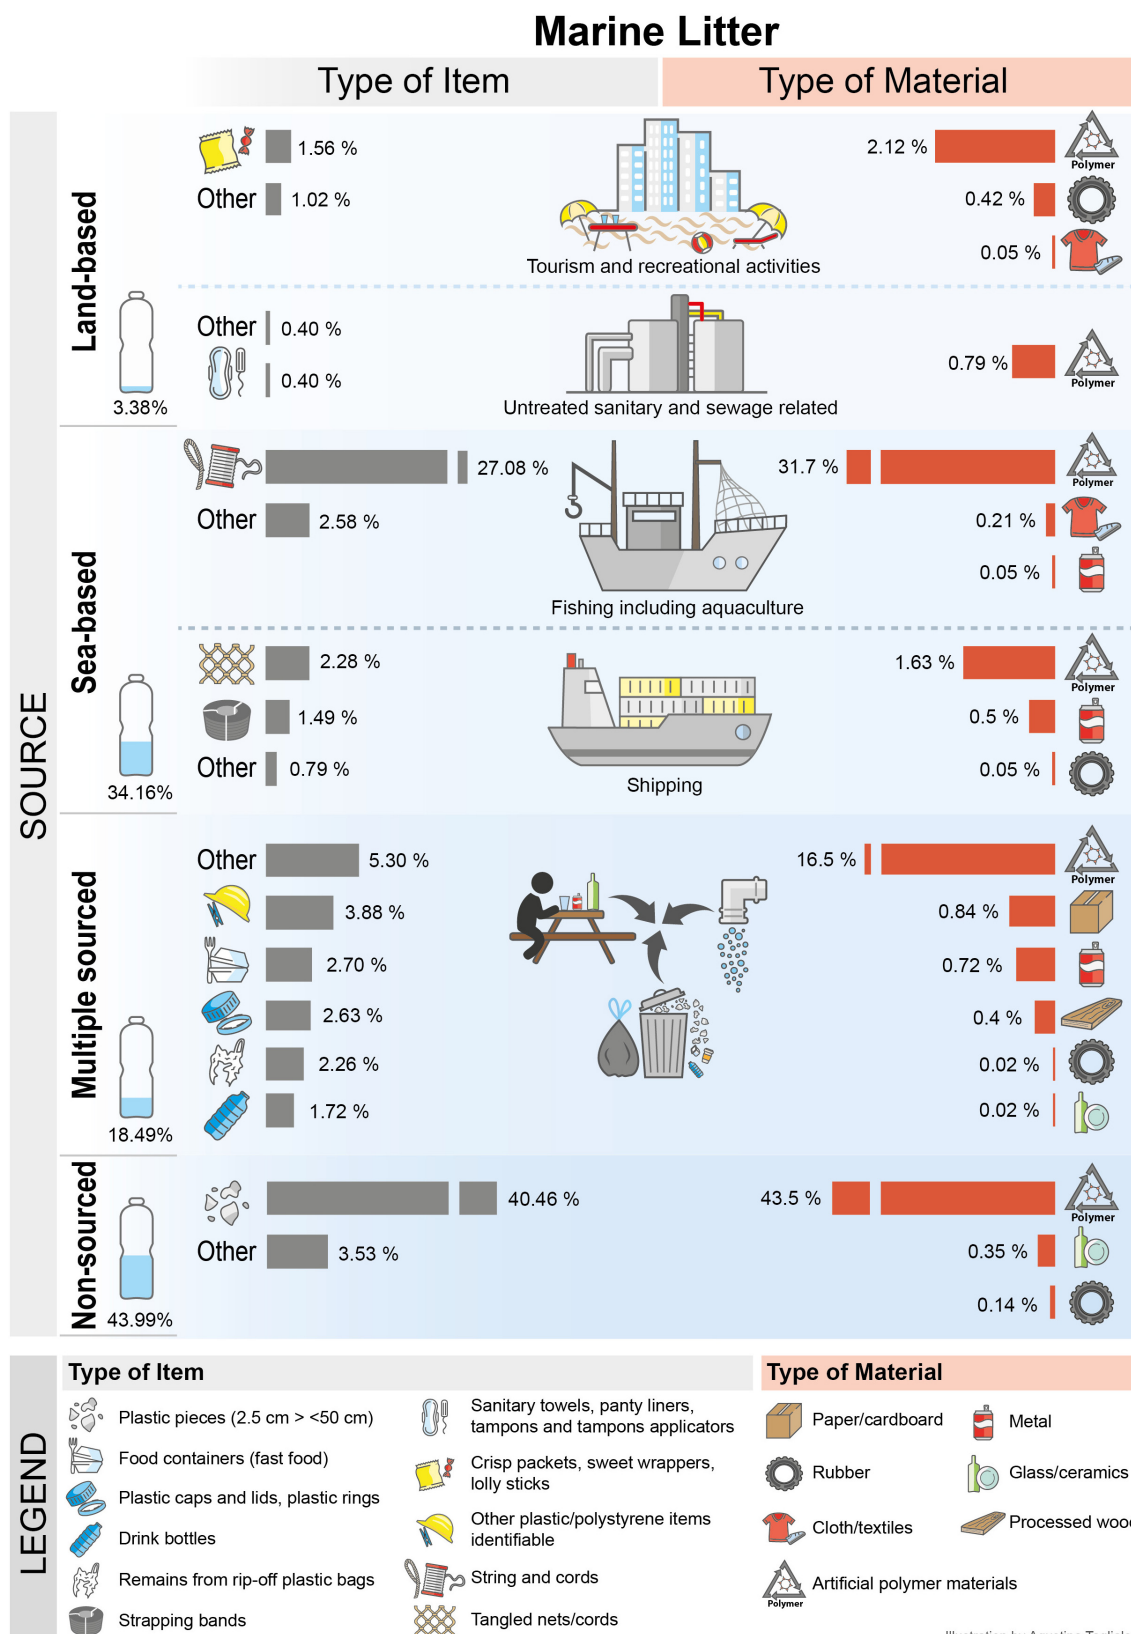 Marine Litter
Type of Item
Type of Material
SOURCE
Land-based
3.38%
1.56 %
Other
1.02 %
Tourism and recreational activities
2.12 %
Polymer
0.42 %
0.05 %
Other
0.40 %
0.40 %
Untreated sanitary and sewage related
0.79 %
Polymer
Sea-based
34.16%
27.08 %
Other
2.58 %
Fishing including aquaculture
31.7 %
Polymer
0.21 %
0.05 %
2.28 %
1.49 %
Other
0.79 %
Shipping
1.63 %
Polymer
0.5 %
0.05 %
Multiple sourced
18.49%
Other
5.30 %
3.88 %
2.70 %
2.63 %
2.26 %
1.72 %
16.5 %
Polymer
0.84 %
0.72 %
0.4 %
0.02 %
0.02 %
Non-sourced
43.99%
40.46 %
Other
3.53 %
43.5 %
Polymer
0.35 %
0.14 %
LEGEND
Type of Item
Plastic pieces (2.5 cm > <50 cm)
Food containers (fast food)
Plastic caps and lids, plastic rings
Drink bottles
Remains from rip-off plastic bags
Strapping bands
Sanitary towels, panty liners,
tampons and tampons applicators
Crisp packets, sweet wrappers,
lolly sticks
Other plastic/polystyrene items
identifiable
String and cords
Tangled nets/cords
Type of Material
Paper/cardboard
Metal
Rubber
Glass/ceramics
Cloth/textiles
Processed wood
Polymer
Artificial polymer materials